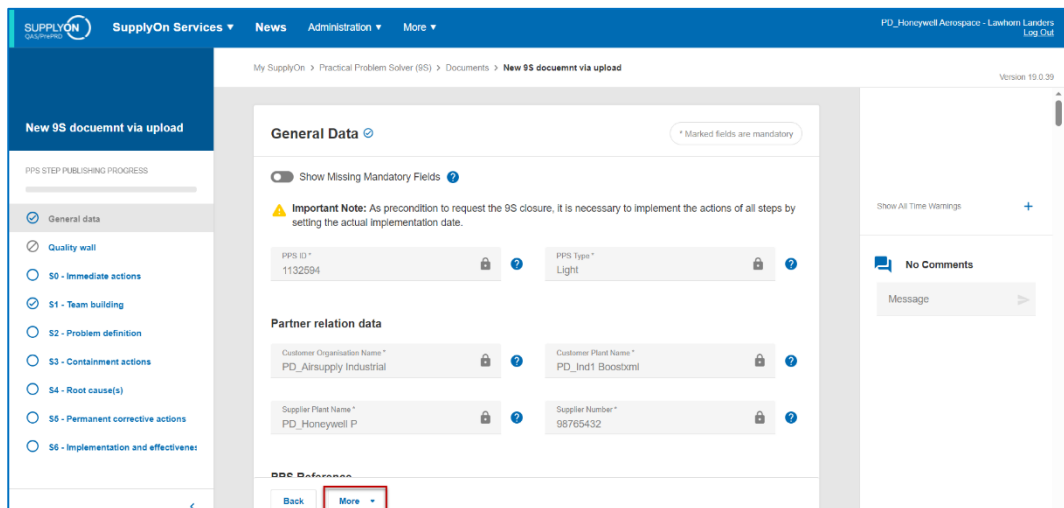 SUPPLYON
QAS/PrePRD
SupplyOn Services ▾ News Administration ▾ More ▾
PD_Honeywell Aerospace - Lawhorn Landers
Log Out
My SupplyOn > Practical Problem Solver (9S) > Documents > New 9S docuemnt via upload
Version 19.0.39
New 9S docuemnt via upload
PPS STEP PUBLISHING PROGRESS
General data
Quality wall
S0 - Immediate actions
S1 - Team building
S2 - Problem definition
S3 - Containment actions
S4 - Root cause(s)
S5 - Permanent corrective actions
S6 - Implementation and effectivenes
General Data
* Marked fields are mandatory
Show Missing Mandatory Fields ?
Important Note: As precondition to request the 9S closure, it is necessary to implement the actions of all steps by
setting the actual implementation date.
PPS ID *
1132594
PPS Type *
Light
Partner relation data
Customer Organisation Name *
PD_Airsupply Industrial
Customer Plant Name *
PD_Ind1 Boostxml
Supplier Plant Name *
PD_Honeywell P
Supplier Number *
98765432
PPS Reference
Back More
Show All Time Warnings +
No Comments
Message